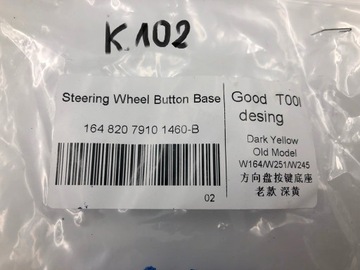 K102
Steering Wheel Button Base
164 820 7910 1460-B
02
Good T00l
desing
Dark Yellow
Old Model
W164/W251/W245
方向盘按键底座
老款 深黄